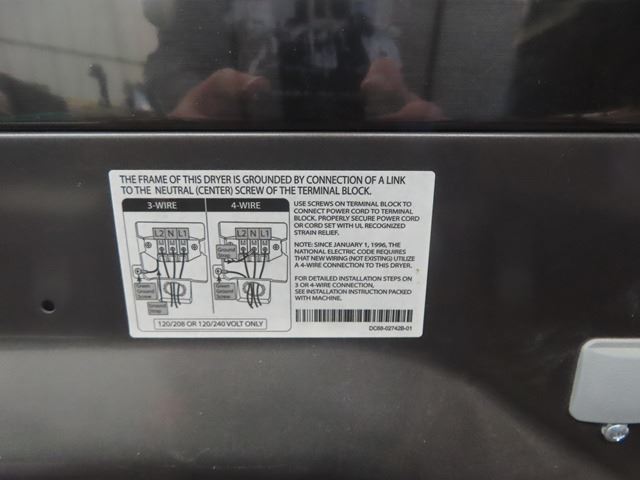 THE FRAME OF THIS DRYER IS GROUNDED BY CONNECTION OF A LINK
TO THE NEUTRAL (CENTER) SCREW OF THE TERMINAL BLOCK.
3-WIRE
4-WIRE
L2 N L1
L2 N L1
Ground
Strap
Green
Ground
Screw
Ground
Strap
Green
Ground
Screw
120/208 OR 120/240 VOLT ONLY
USE SCREWS ON TERMINAL BLOCK TO
CONNECT POWER CORD TO TERMINAL
BLOCK. PROPERLY SECURE POWER CORD
OR CORD SET WITH UL RECOGNIZED
STRAIN RELIEF.
NOTE: SINCE JANUARY 1, 1996, THE
NATIONAL ELECTRIC CODE REQUIRES
THAT NEW WIRING (NOT EXISTING) UTILIZE
A 4-WIRE CONNECTION TO THIS DRYER.
FOR DETAILED INSTALLATION STEPS ON
3 OR 4-WIRE CONNECTION,
SEE INSTALLATION INSTRUCTION PACKED
WITH MACHINE.
DC68-02742B-01